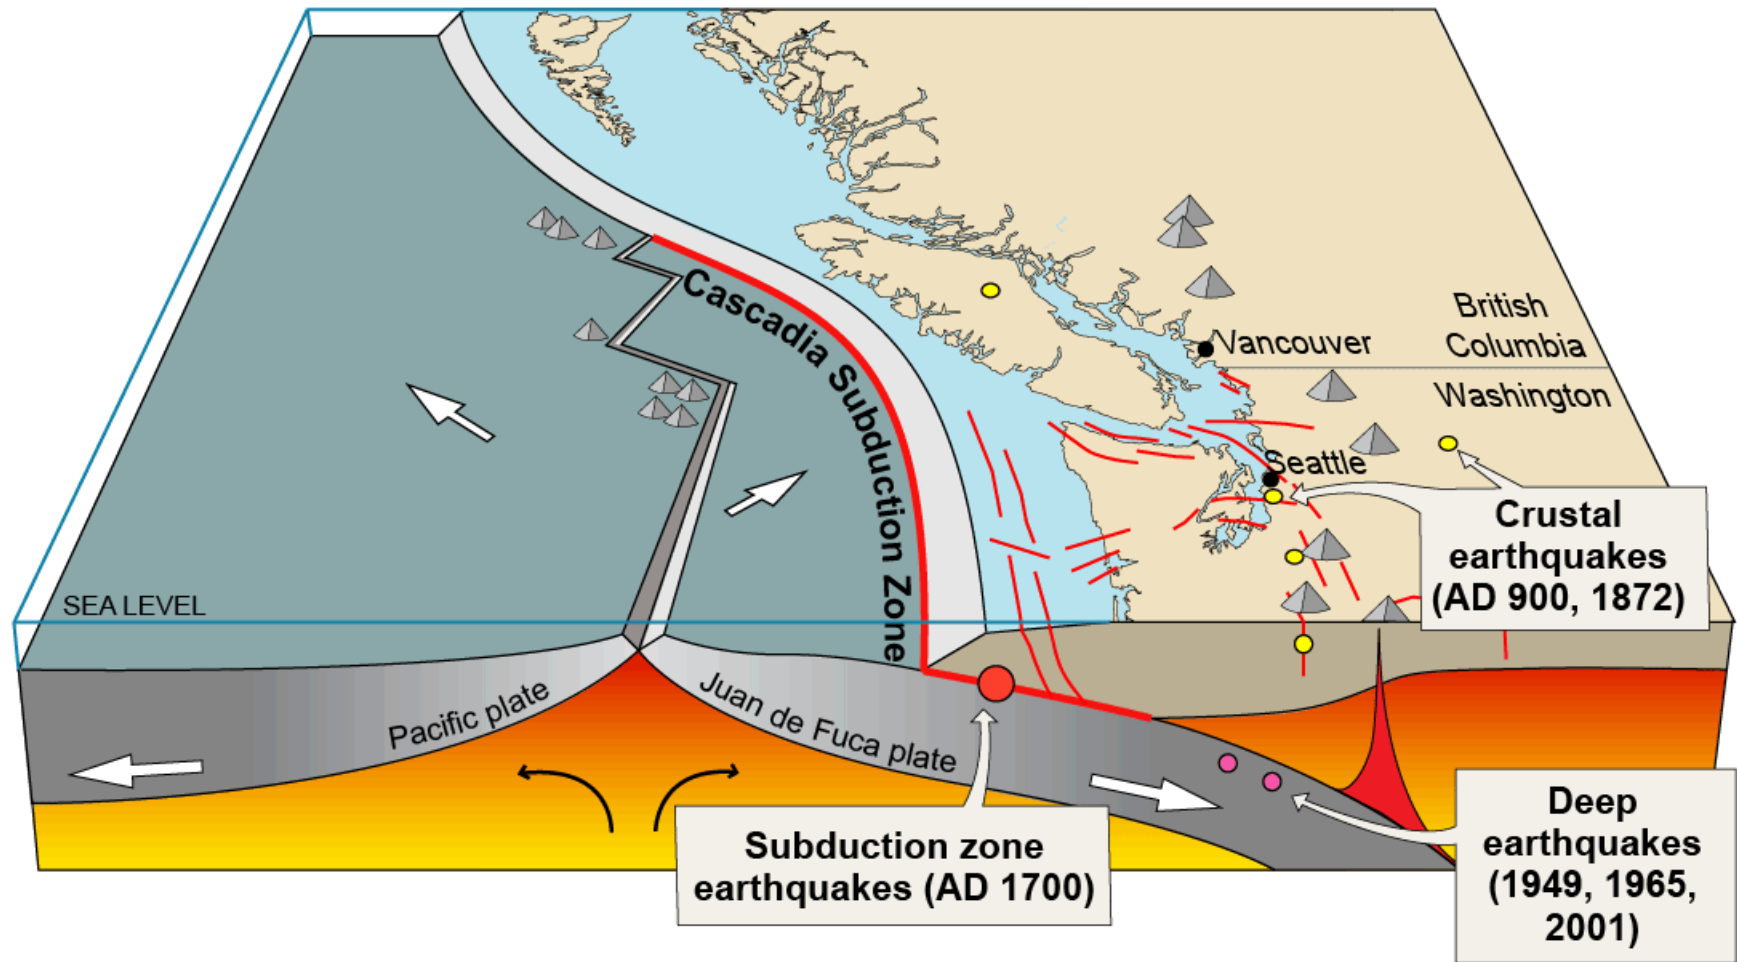 British
Columbia
Vancouver
Washington
Seattle
Cascadia Subduction Zone
SEA LEVEL
Crustal
earthquakes
(AD 900, 1872)
Pacific plate
Juan de Fuca plate
Subduction zone
earthquakes (AD 1700)
Deep
earthquakes
(1949, 1965,
2001)